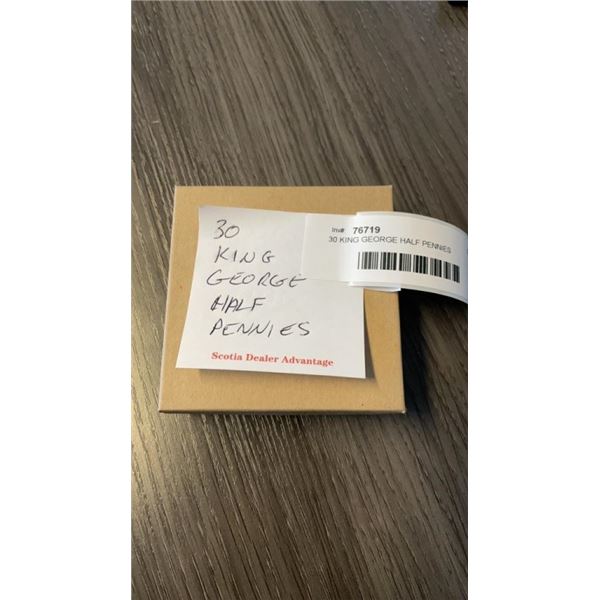 30
KING
GEORGE
HALF
PENNIES
Scotia Dealer Advantage
Inv#: 76719
30 KING GEORGE HALF PENNIES